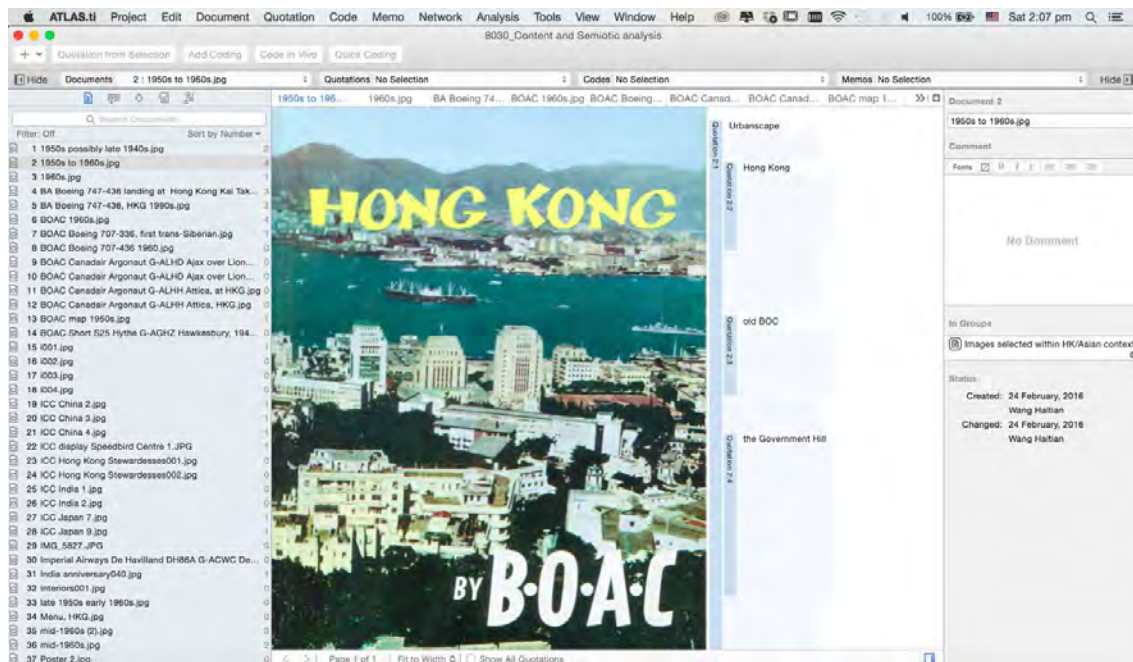 ATLAS.ti Project Edit Document Quotation Code Memo Network Analysis Tools View Window Help 100% Sat 2:07 pm
8030_Content and Semiotic analysis
Quotation from Selection Add Coding Code In Vivo Quick Coding
Hide Documents 2 : 1950s to 1960s.jpg Quotations No Selection Codes No Selection Memos No Selection Hide
1950s to 196... 1960s.jpg BA Boeing 74... BOAC 1960s.jpg BOAC Boeing... BOAC Canad... BOAC Canad... BOAC map 1...
Search Documents
Filter: Off Sort by Number
1 1950s possibly late 1940s.jpg
2 1950s to 1960s.jpg
3 1960s.jpg
4 BA Boeing 747-436 landing at Hong Kong Kai Tak...
5 BA Boeing 747-436, HKG 1990s.jpg
6 BOAC 1960s.jpg
7 BOAC Boeing 707-336, first trans-Siberian.jpg
8 BOAC Boeing 707-436 1960.jpg
9 BOAC Canadair Argonaut G-ALHD Ajax over Lion...
10 BOAC Canadair Argonaut G-ALHD Ajax over Lion...
11 BOAC Canadair Argonaut G-ALHH Attica, at HKG.jpg
12 BOAC Canadair Argonaut G-ALHH Attica, HKG.jpg
13 BOAC map 1950s.jpg
14 BOAC Short S25 Hythe G-AGHZ Hawkesbury, 194...
15 i001.jpg
16 i002.jpg
17 i003.jpg
18 i004.jpg
19 ICC China 2.jpg
20 ICC China 3.jpg
21 ICC China 4.jpg
22 ICC display Speedbird Centre 1.JPG
23 ICC Hong Kong Stewardesses001.jpg
24 ICC Hong Kong Stewardesses002.jpg
25 ICC India 1.jpg
26 ICC India 2.jpg
27 ICC Japan 7.jpg
28 ICC Japan 9.jpg
29 IMG_5827.JPG
30 Imperial Airways De Havilland DH86A G-ACWC De...
31 India anniversary040.jpg
32 Interiors001.jpg
33 late 1950s early 1960s.jpg
34 Menu, HKG.jpg
35 mid-1960s (2).jpg
36 mid-1960s.jpg
37 Poster 2.jpg
HONG KONG
BY B·O·A·C
Quotation 2:1
Urbanscape
Quotation 2:2
Hong Kong
Quotation 2:3
old BOC
Quotation 2:4
the Government Hill
Page 1 of 1 Fit to Width Show All Quotations
Document 2
1950s to 1960s.jpg
Comment
Fonts
No Comment
In Groups
Images selected within HK/Asian context
Status
Created: 24 February, 2016
Wang Haitian
Changed: 24 February, 2016
Wang Haitian